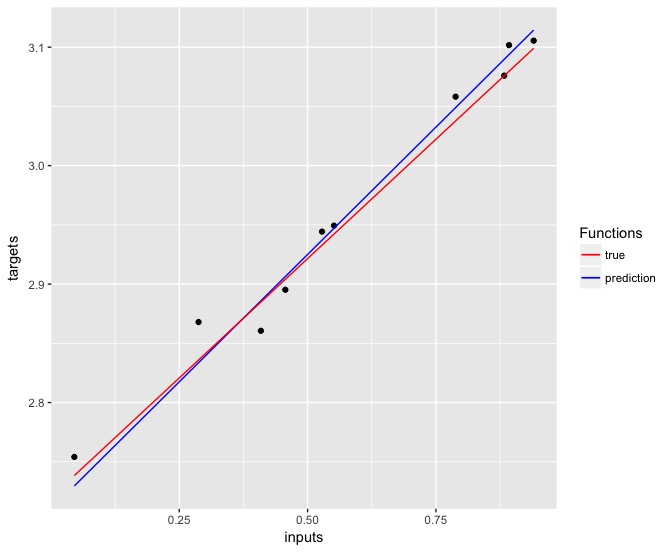 3.1
3.0
2.9
2.8
targets
0.25 0.50 0.75
inputs
Functions
true
prediction